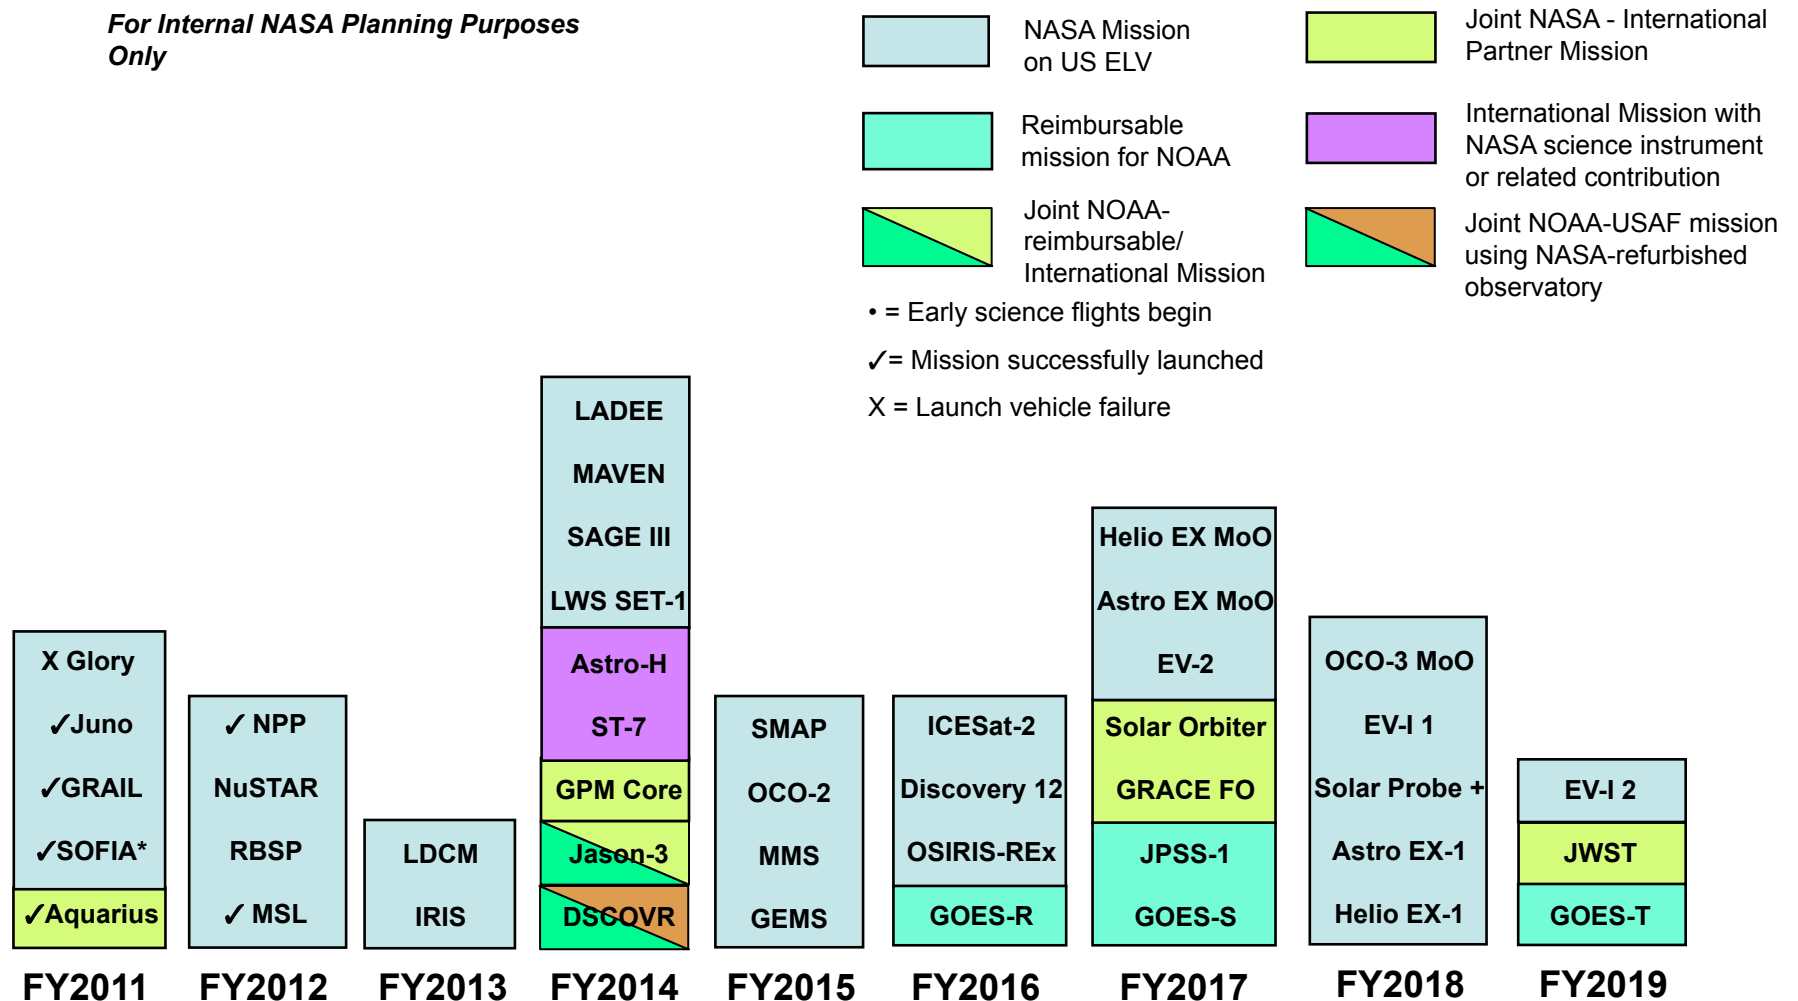 For Internal NASA Planning Purposes
Only
NASA Mission
on US ELV
Joint NASA - International
Partner Mission
Reimbursable
mission for NOAA
International Mission with
NASA science instrument
or related contribution
Joint NOAA-
reimbursable/
International Mission
Joint NOAA-USAF mission
using NASA-refurbished
observatory
• = Early science flights begin
✓= Mission successfully launched
X = Launch vehicle failure
X Glory
✓Juno
✓GRAIL
✓SOFIA*
✓Aquarius
FY2011
✓ NPP
NuSTAR
RBSP
✓ MSL
FY2012
LDCM
IRIS
FY2013
LADEE
MAVEN
SAGE III
LWS SET-1
Astro-H
ST-7
GPM Core
Jason-3
DSCOVR
FY2014
SMAP
OCO-2
MMS
GEMS
FY2015
ICESat-2
Discovery 12
OSIRIS-REx
GOES-R
FY2016
Helio EX MoO
Astro EX MoO
EV-2
Solar Orbiter
GRACE FO
JPSS-1
GOES-S
FY2017
OCO-3 MoO
EV-I 1
Solar Probe +
Astro EX-1
Helio EX-1
FY2018
EV-I 2
JWST
GOES-T
FY2019